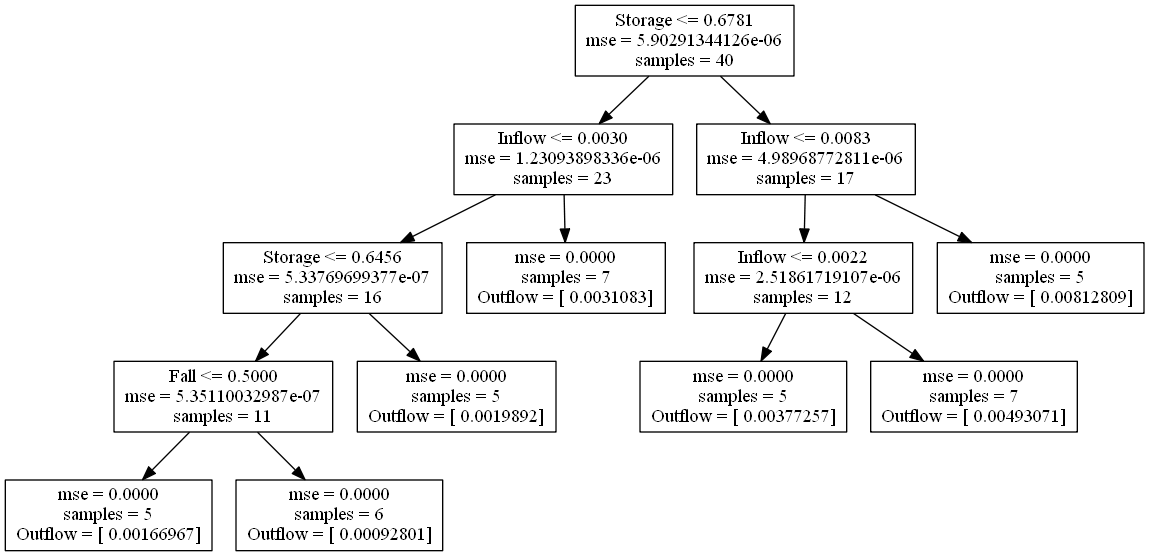 Storage <= 0.6781
mse = 5.90291344126e-06
samples = 40
Inflow <= 0.0030
mse = 1.23093898336e-06
samples = 23
Inflow <= 0.0083
mse = 4.98968772811e-06
samples = 17
Storage <= 0.6456
mse = 5.33769699377e-07
samples = 16
mse = 0.0000
samples = 7
Outflow = [ 0.0031083]
Inflow <= 0.0022
mse = 2.51861719107e-06
samples = 12
mse = 0.0000
samples = 5
Outflow = [ 0.00812809]
Fall <= 0.5000
mse = 5.35110032987e-07
samples = 11
mse = 0.0000
samples = 5
Outflow = [ 0.0019892]
mse = 0.0000
samples = 5
Outflow = [ 0.00377257]
mse = 0.0000
samples = 7
Outflow = [ 0.00493071]
mse = 0.0000
samples = 5
Outflow = [ 0.00166967]
mse = 0.0000
samples = 6
Outflow = [ 0.00092801]